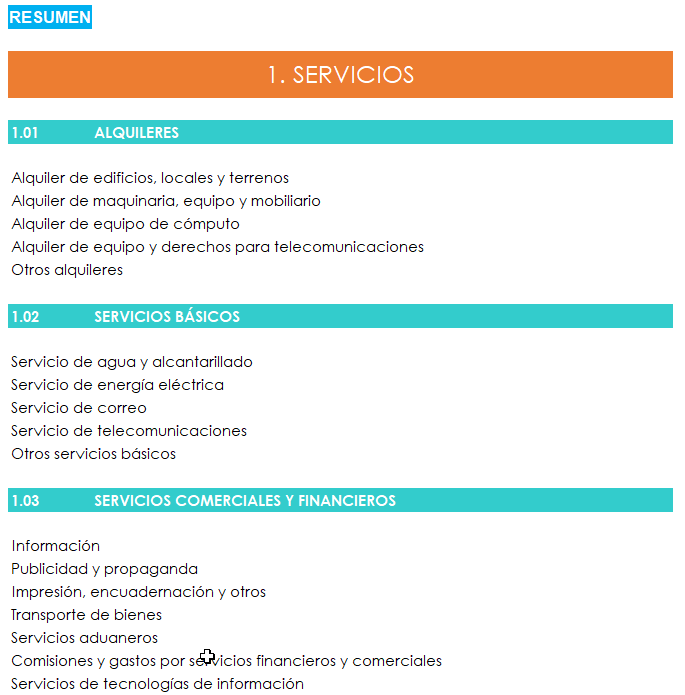 RESUMEN
1. SERVICIOS
1.01 ALQUILERES
Alquiler de edificios, locales y terrenos
Alquiler de maquinaria, equipo y mobiliario
Alquiler de equipo de cómputo
Alquiler de equipo y derechos para telecomunicaciones
Otros alquileres
1.02 SERVICIOS BÁSICOS
Servicio de agua y alcantarillado
Servicio de energía eléctrica
Servicio de correo
Servicio de telecomunicaciones
Otros servicios básicos
1.03 SERVICIOS COMERCIALES Y FINANCIEROS
Información
Publicidad y propaganda
Impresión, encuadernación y otros
Transporte de bienes
Servicios aduaneros
Comisiones y gastos por servicios financieros y comerciales
Servicios de tecnologías de información